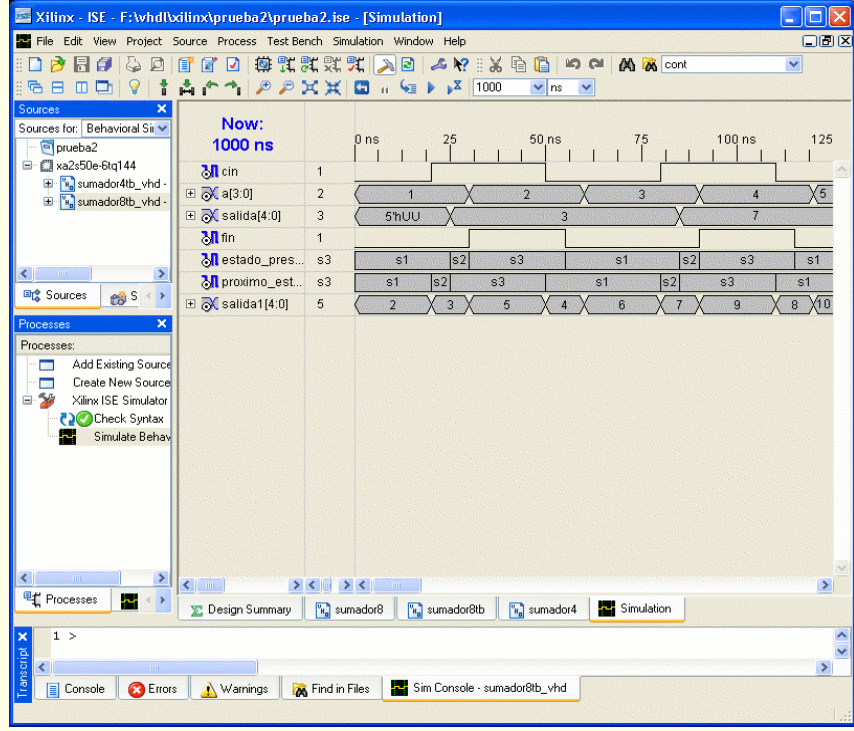 Xilinx - ISE - F:\vhdl\xilinx\prueba2\prueba2.ise - [Simulation]
File Edit View Project Source Process Test Bench Simulation Window Help
cont
1000 ns
Sources
Sources for: Behavioral Sir
prueba2
xa2s50e-6tq144
sumador4tb_vhd -
sumador8tb_vhd -
Sources S
Processes
Processes:
Add Existing Source
Create New Source
Xilinx ISE Simulator
Check Syntax
Simulate Behav
Processes
Now:
1000 ns
0 ns 25 50 ns 75 100 ns 125
cin 1
a[3:0] 2 1 2 3 4 5
salida[4:0] 3 5'hUU 3 7
fin 1
estado_pres... s3 s1 s2 s3 s1 s2 s3 s1
proximo_est... s3 s1 s2 s3 s1 s2 s3 s1
salida1[4:0] 5 2 3 5 4 6 7 9 8 10
Design Summary sumador8 sumador8tb sumador4 Simulation
Transcript
1 >
Console Errors Warnings Find in Files Sim Console - sumador8tb_vhd